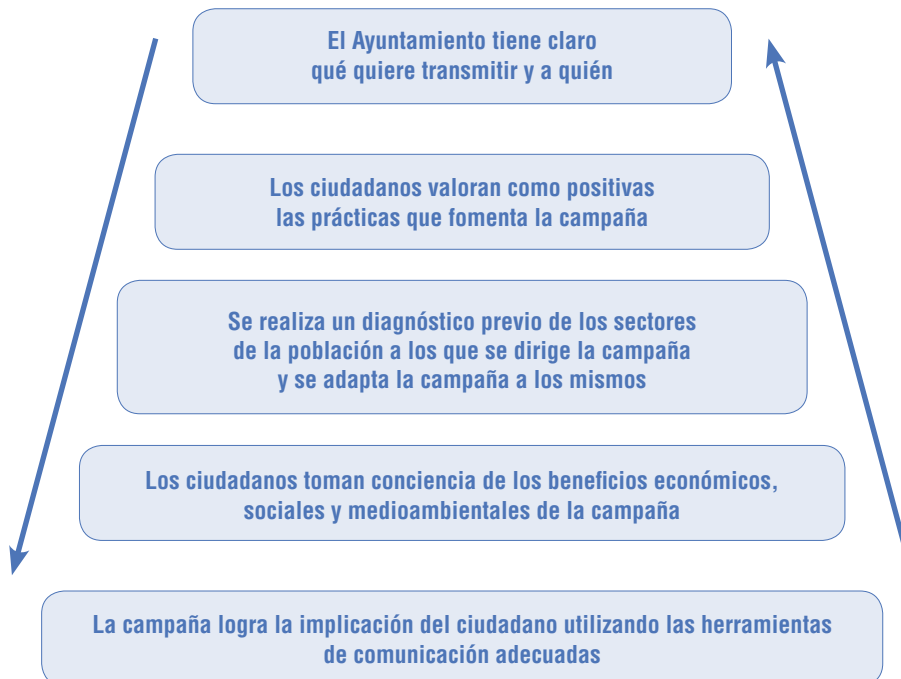 El Ayuntamiento tiene claro
qué quiere transmitir y a quién
Los ciudadanos valoran como positivas
las prácticas que fomenta la campaña
Se realiza un diagnóstico previo de los sectores
de la población a los que se dirige la campaña
y se adapta la campaña a los mismos
Los ciudadanos toman conciencia de los beneficios económicos,
sociales y medioambientales de la campaña
La campaña logra la implicación del ciudadano utilizando las herramientas
de comunicación adecuadas